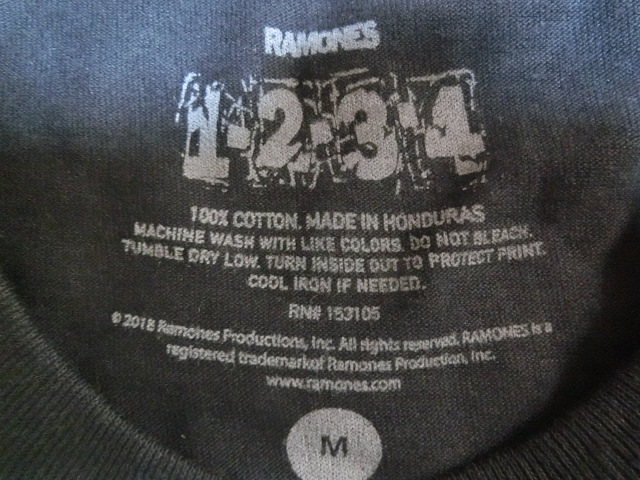 RAMONES
1-2-3-4
100% COTTON. MADE IN HONDURAS
MACHINE WASH WITH LIKE COLORS. DO NOT BLEACH.
TUMBLE DRY LOW. TURN INSIDE OUT TO PROTECT PRINT.
COOL IRON IF NEEDED.
RN# 153105
© 2018 Ramones Productions, Inc. All rights reserved. RAMONES is a
registered trademarkof Ramones Production, Inc.
www.ramones.com
M